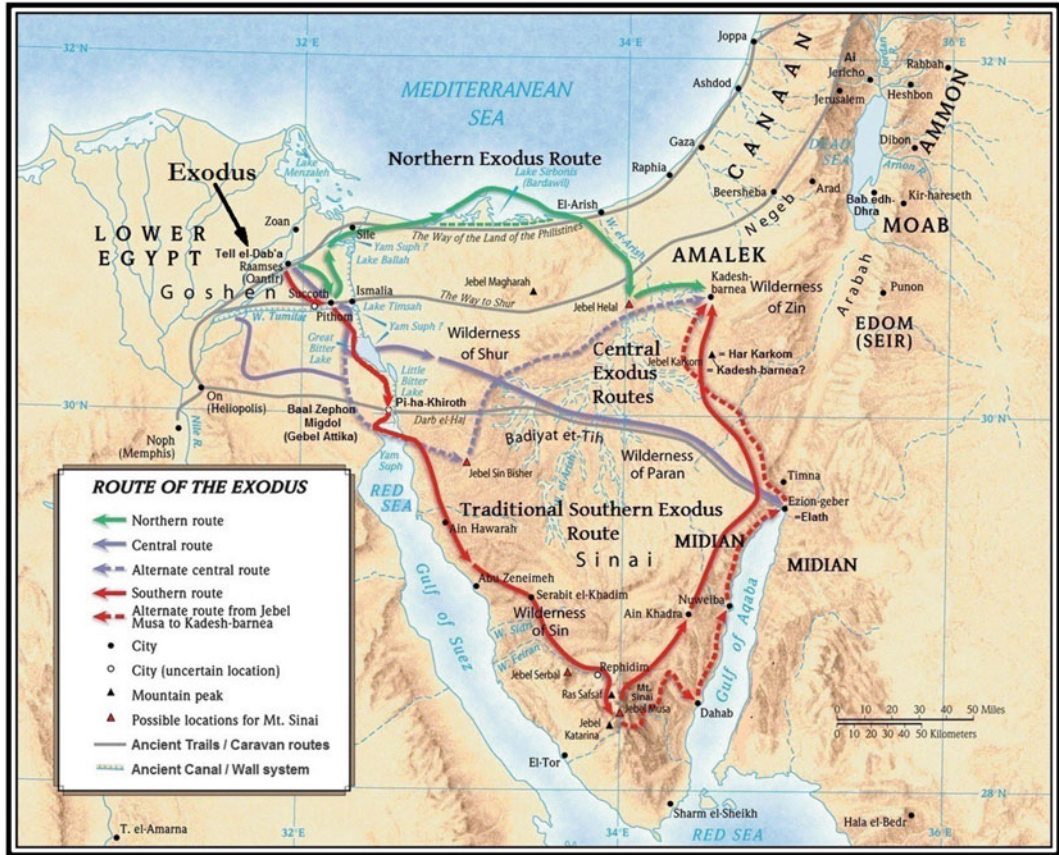 32 N
32 E
34 E
Joppa
32 N
MEDITERRANEAN
SEA
Ashdod
Gaza
Raphia
CANAAN
Ai
Jericho
Jerusalem
Jordan
R.
Rabbah
Heshbon
AMMON
DEAD
SEA
Dibon
Arnon R.
Beersheba
Arad
Negeb
Bab edh-
Dhra
Kir-hareseth
MOAB
Lake
Menzaleh
Northern Exodus Route
Lake Sirbonis
(Bardawil)
El-Arish
W. el-Arish
Exodus
Zoan
LOWER
EGYPT
Tell el-Dab'a
Raamses
(Qantir)
Goshen
Sile
The Way of the Land of the Philistines
Yam Suph ?
Lake Ballah
Succoth
Pithom
Ismalia
Lake Timsah
The Way to Shur
Jebel Magharah
AMALEK
Kadesh-
barnea
Wilderness
of Zin
Jebel Helal
Arabah
Punon
EDOM
(SEIR)
W. Tumilat
Yam Suph ?
Great
Bitter
Lake
Wilderness
of Shur
Little
Bitter
Lake
Central
Exodus
Routes
Jebel Karkom
= Har Karkom
= Kadesh-barnea?
On
(Heliopolis)
30 N
Baal Zephon
Migdol
(Gebel Attika)
Pi-ha-Khiroth
Darb el-Haj
30 N
Noph
(Memphis)
Nile R.
Badiyat et-Tih
W. el-Arish
Wilderness
of Paran
Yam
Suph
Jebel Sin Bisher
Timna
Ezion-geber
=Elath
RED
SEA
Traditional Southern Exodus
Route
Ain Hawarah
Sinai
MIDIAN
MIDIAN
Abu Zeneimeh
Serabit el-Khadim
Nuweiba
Ain Khadra
Gulf of Suez
Wilderness
of Sin
W. Sidri
W. Feiran
Gulf of Aqaba
Jebel Serbal
Rephidim
Ras Safsaf
Mt.
Sinai
Jebel Musa
Jebel
Katarina
Dahab
El-Tor
Sharm el-Sheikh
RED SEA
28 N
Hala el-Bedr
T. el-Amarna
32 E
34 E
36 E
0 10 20 30 40 50 Miles
0 10 20 30 40 50 Kilometers
ROUTE OF THE EXODUS
Northern route
Central route
Alternate central route
Southern route
Alternate route from Jebel
Musa to Kadesh-barnea
City
City (uncertain location)
Mountain peak
Possible locations for Mt. Sinai
Ancient Trails / Caravan routes
Ancient Canal / Wall system